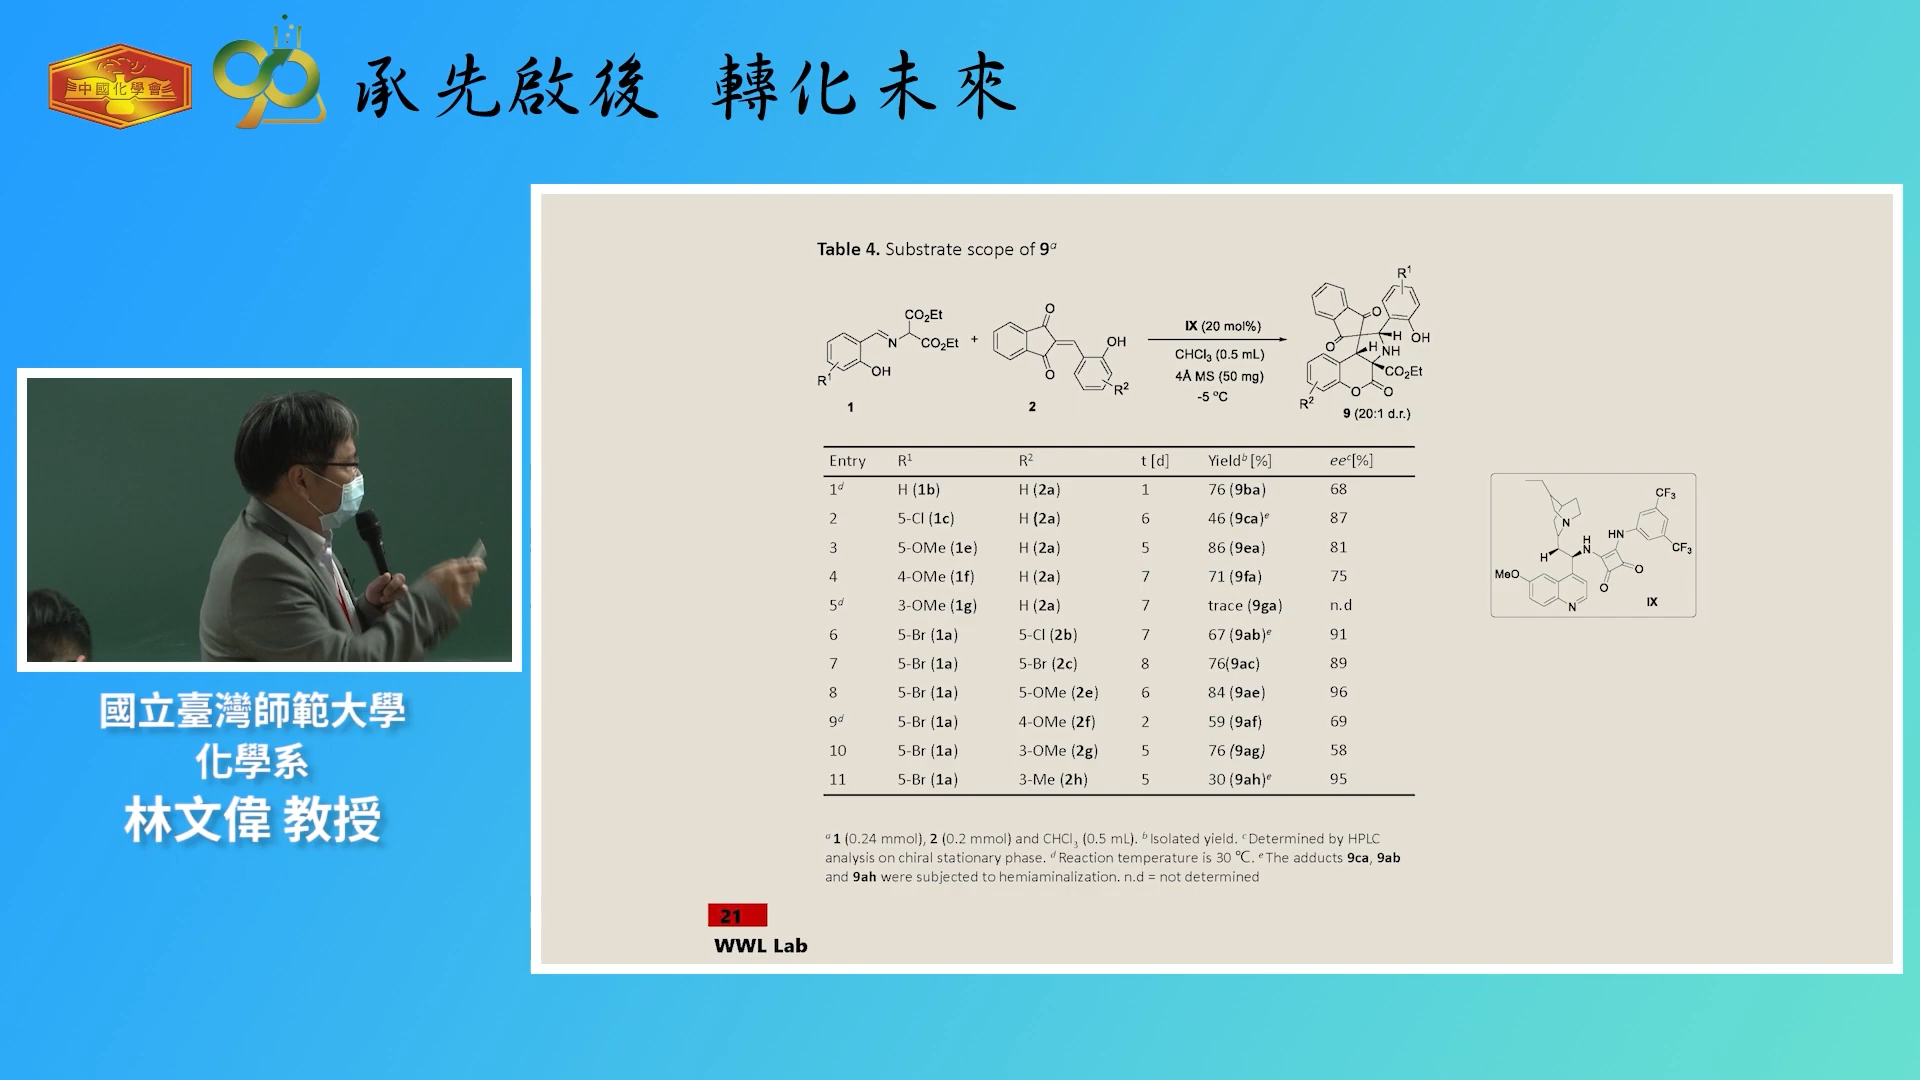 中國化學會
90
承先啟後 轉化未來
Table 4. Substrate scope of 9ᵃ
CO₂Et
N
CO₂Et
OH
R¹
1
+
O
O
OH
R²
2
IX (20 mol%)
CHCl₃ (0.5 mL)
4Å MS (50 mg)
-5 ºC
R¹
O
H
OH
O
H
NH
CO₂Et
O
O
R²
9 (20:1 d.r.)
Entry R¹ R² t [d] Yieldᵇ [%] eeᶜ[%]
1ᵈ H (1b) H (2a) 1 76 (9ba) 68
2 5-Cl (1c) H (2a) 6 46 (9ca)ᵉ 87
3 5-OMe (1e) H (2a) 5 86 (9ea) 81
4 4-OMe (1f) H (2a) 7 71 (9fa) 75
5ᵈ 3-OMe (1g) H (2a) 7 trace (9ga) n.d
6 5-Br (1a) 5-Cl (2b) 7 67 (9ab)ᵉ 91
7 5-Br (1a) 5-Br (2c) 8 76(9ac) 89
8 5-Br (1a) 5-OMe (2e) 6 84 (9ae) 96
9ᵈ 5-Br (1a) 4-OMe (2f) 2 59 (9af) 69
10 5-Br (1a) 3-OMe (2g) 5 76 (9ag) 58
11 5-Br (1a) 3-Me (2h) 5 30 (9ah)ᵉ 95
ᵃ 1 (0.24 mmol), 2 (0.2 mmol) and CHCl₃ (0.5 mL). ᵇ Isolated yield. ᶜ Determined by HPLC
analysis on chiral stationary phase. ᵈ Reaction temperature is 30 ℃. ᵉ The adducts 9ca, 9ab
and 9ah were subjected to hemiaminalization. n.d = not determined
CF₃
N
HN
H
N
CF₃
H
MeO
O
O
N
IX
21
WWL Lab
國立臺灣師範大學
化學系
林文偉 教授